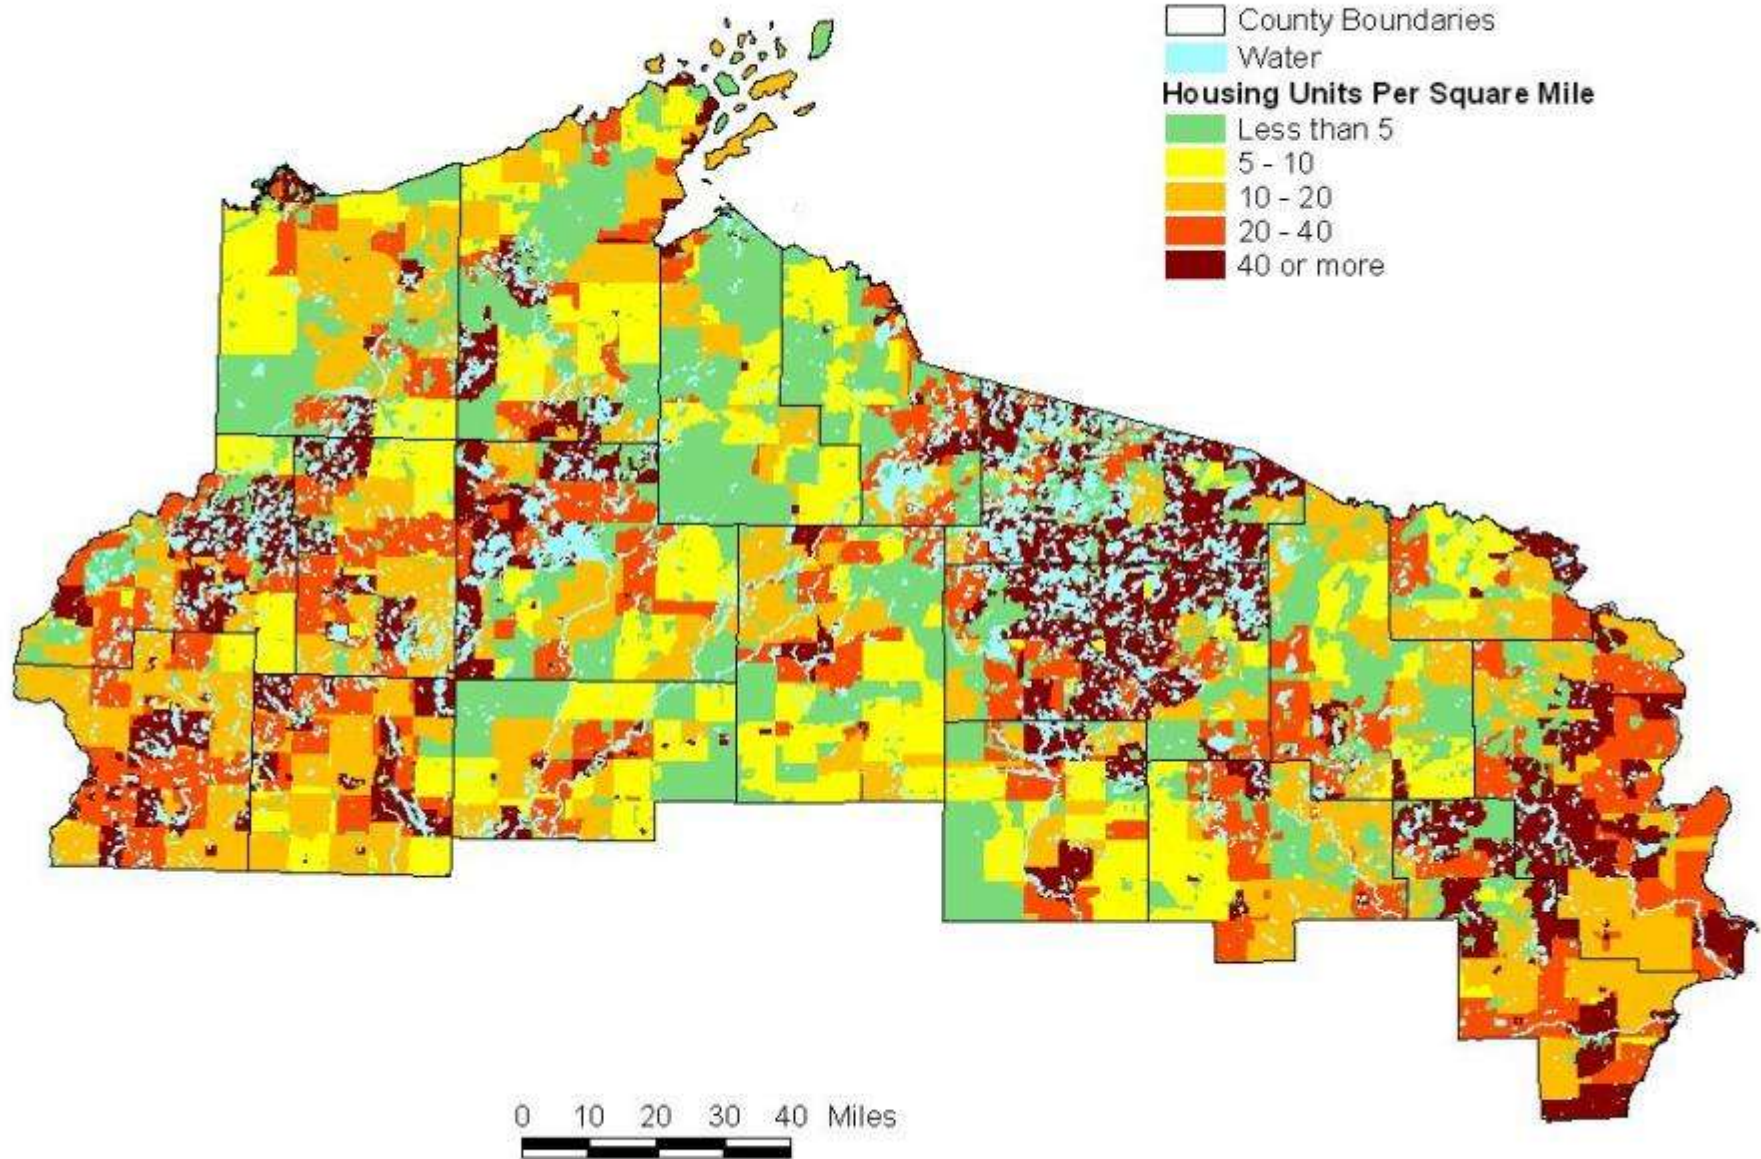 County Boundaries
Water
Housing Units Per Square Mile
Less than 5
5 - 10
10 - 20
20 - 40
40 or more
0 10 20 30 40 Miles